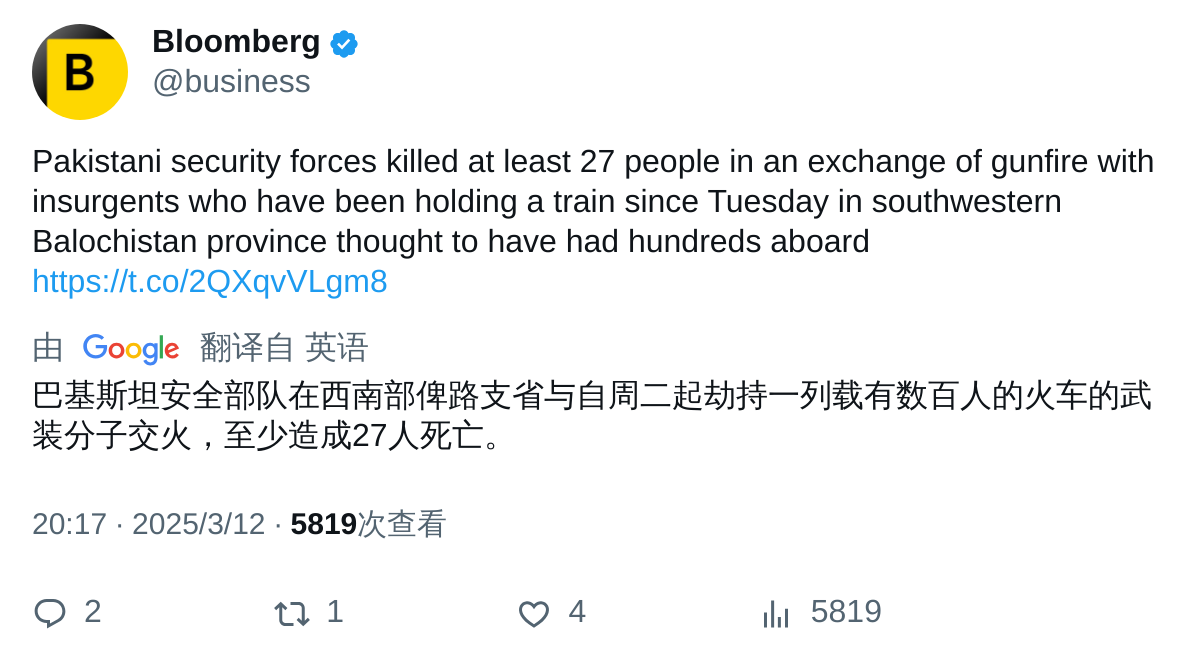 B
Bloomberg
@business
Pakistani security forces killed at least 27 people in an exchange of gunfire with
insurgents who have been holding a train since Tuesday in southwestern
Balochistan province thought to have had hundreds aboard
https://t.co/2QXqvVLgm8
由 Google 翻译自 英语
巴基斯坦安全部队在西南部俾路支省与自周二起劫持一列载有数百人的火车的武
装分子交火，至少造成27人死亡。
20:17 · 2025/3/12 · 5819次查看
2 1 4 5819